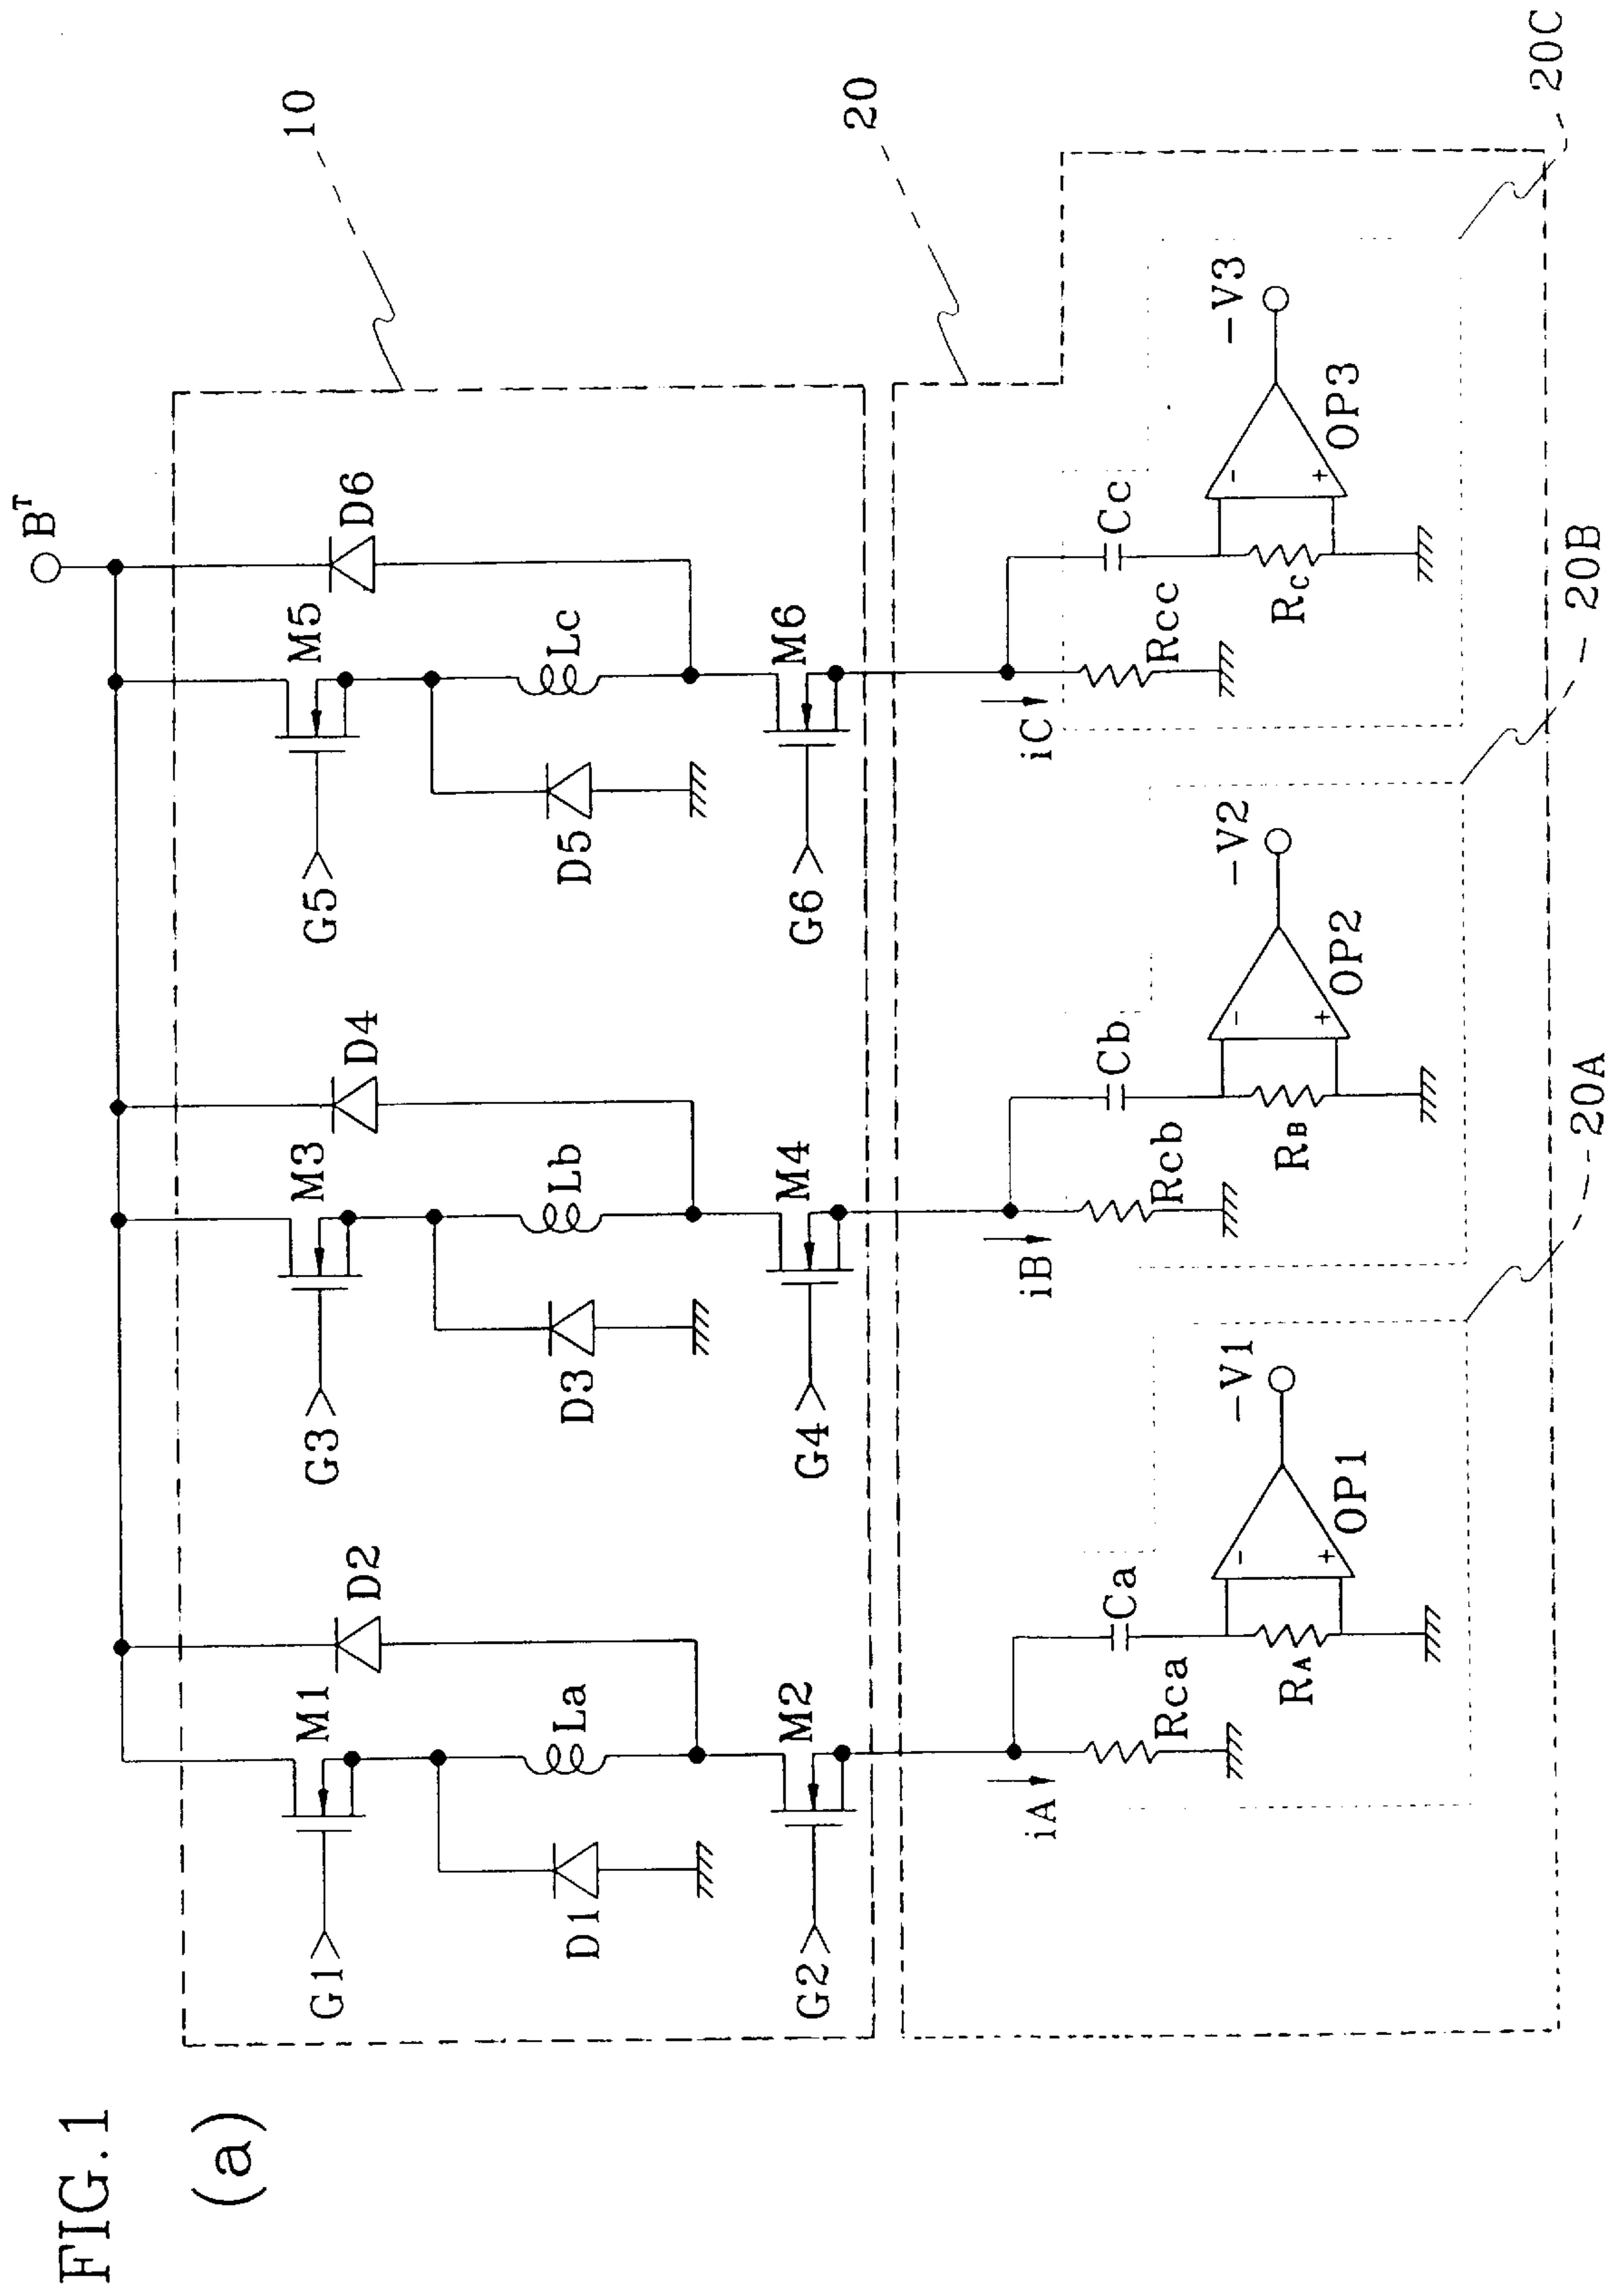 FIG.1
(a)
Bᵀ
10
M1
D2
M3
D4
M5
D6
G1
G3
G5
La
Lb
Lc
D1
D3
D5
M2
M4
M6
G2
G4
G6
20
iA
iB
iC
Ca
Cb
Cc
Rca
Rcb
Rcc
-V1
-V2
-V3
RA
- +
OP1
RB
- +
OP2
RC
- +
OP3
20A
20B
20C